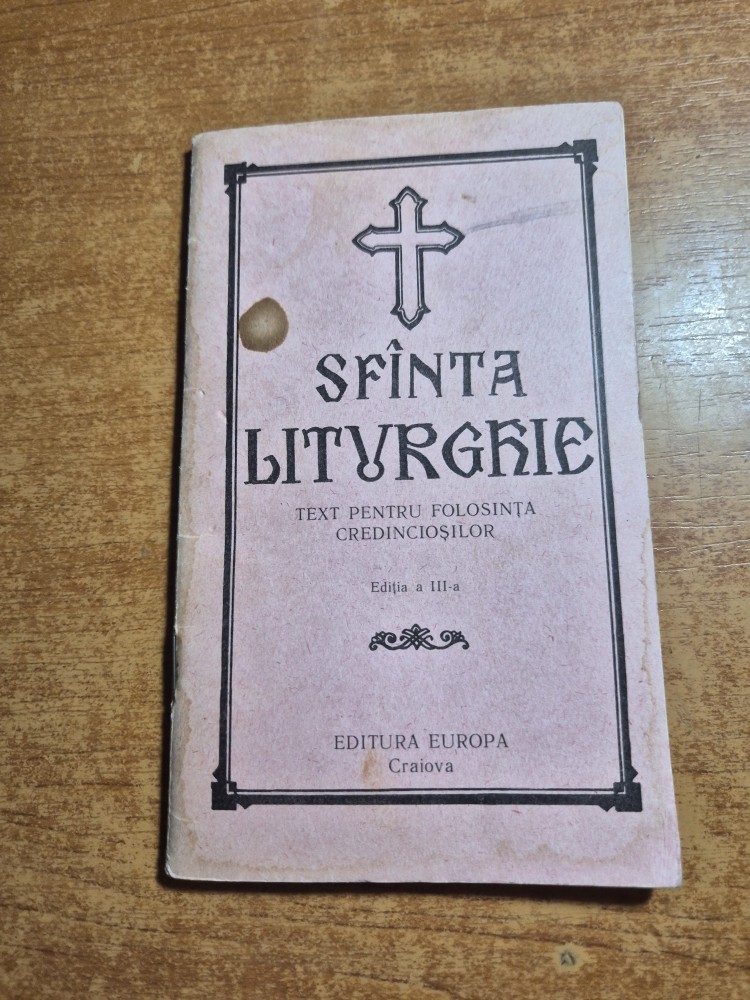 SFÎNTA
LITURGHIE
TEXT PENTRU FOLOSINȚA
CREDINCIOȘILOR
Ediția a III-a
EDITURA EUROPA
Craiova